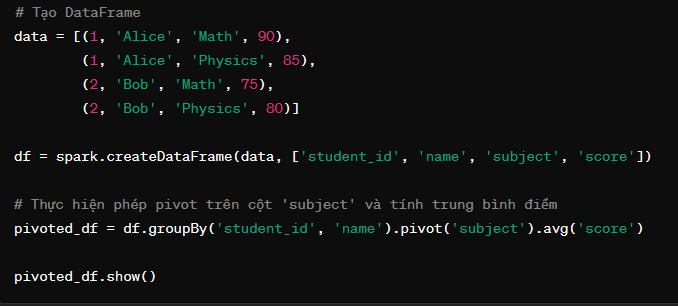 # Tạo DataFrame
data = [(1, 'Alice', 'Math', 90),
        (1, 'Alice', 'Physics', 85),
        (2, 'Bob', 'Math', 75),
        (2, 'Bob', 'Physics', 80)]

df = spark.createDataFrame(data, ['student_id', 'name', 'subject', 'score'])

# Thực hiện phép pivot trên cột 'subject' và tính trung bình điểm
pivoted_df = df.groupBy('student_id', 'name').pivot('subject').avg('score')

pivoted_df.show()